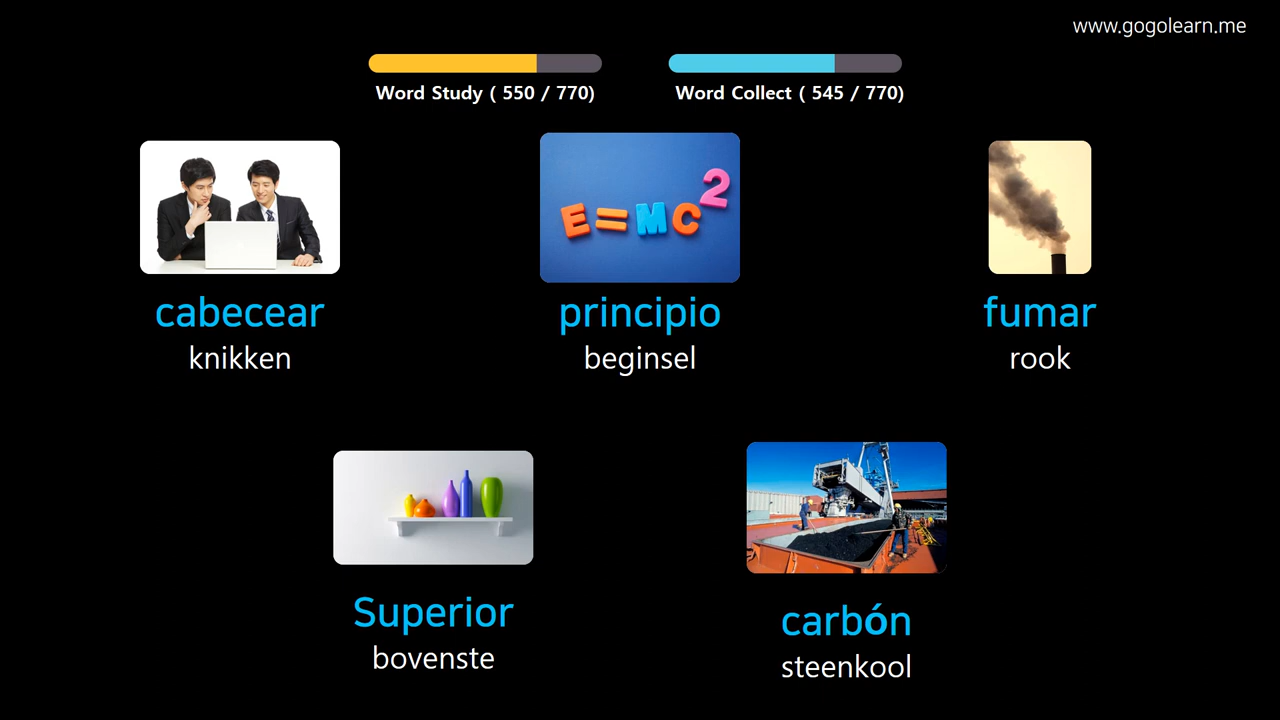 www.gogolearn.me
Word Study ( 550 / 770)
Word Collect ( 545 / 770)
E=MC2
cabecear
knikken
principio
beginsel
fumar
rook
Superior
bovenste
carbón
steenkool